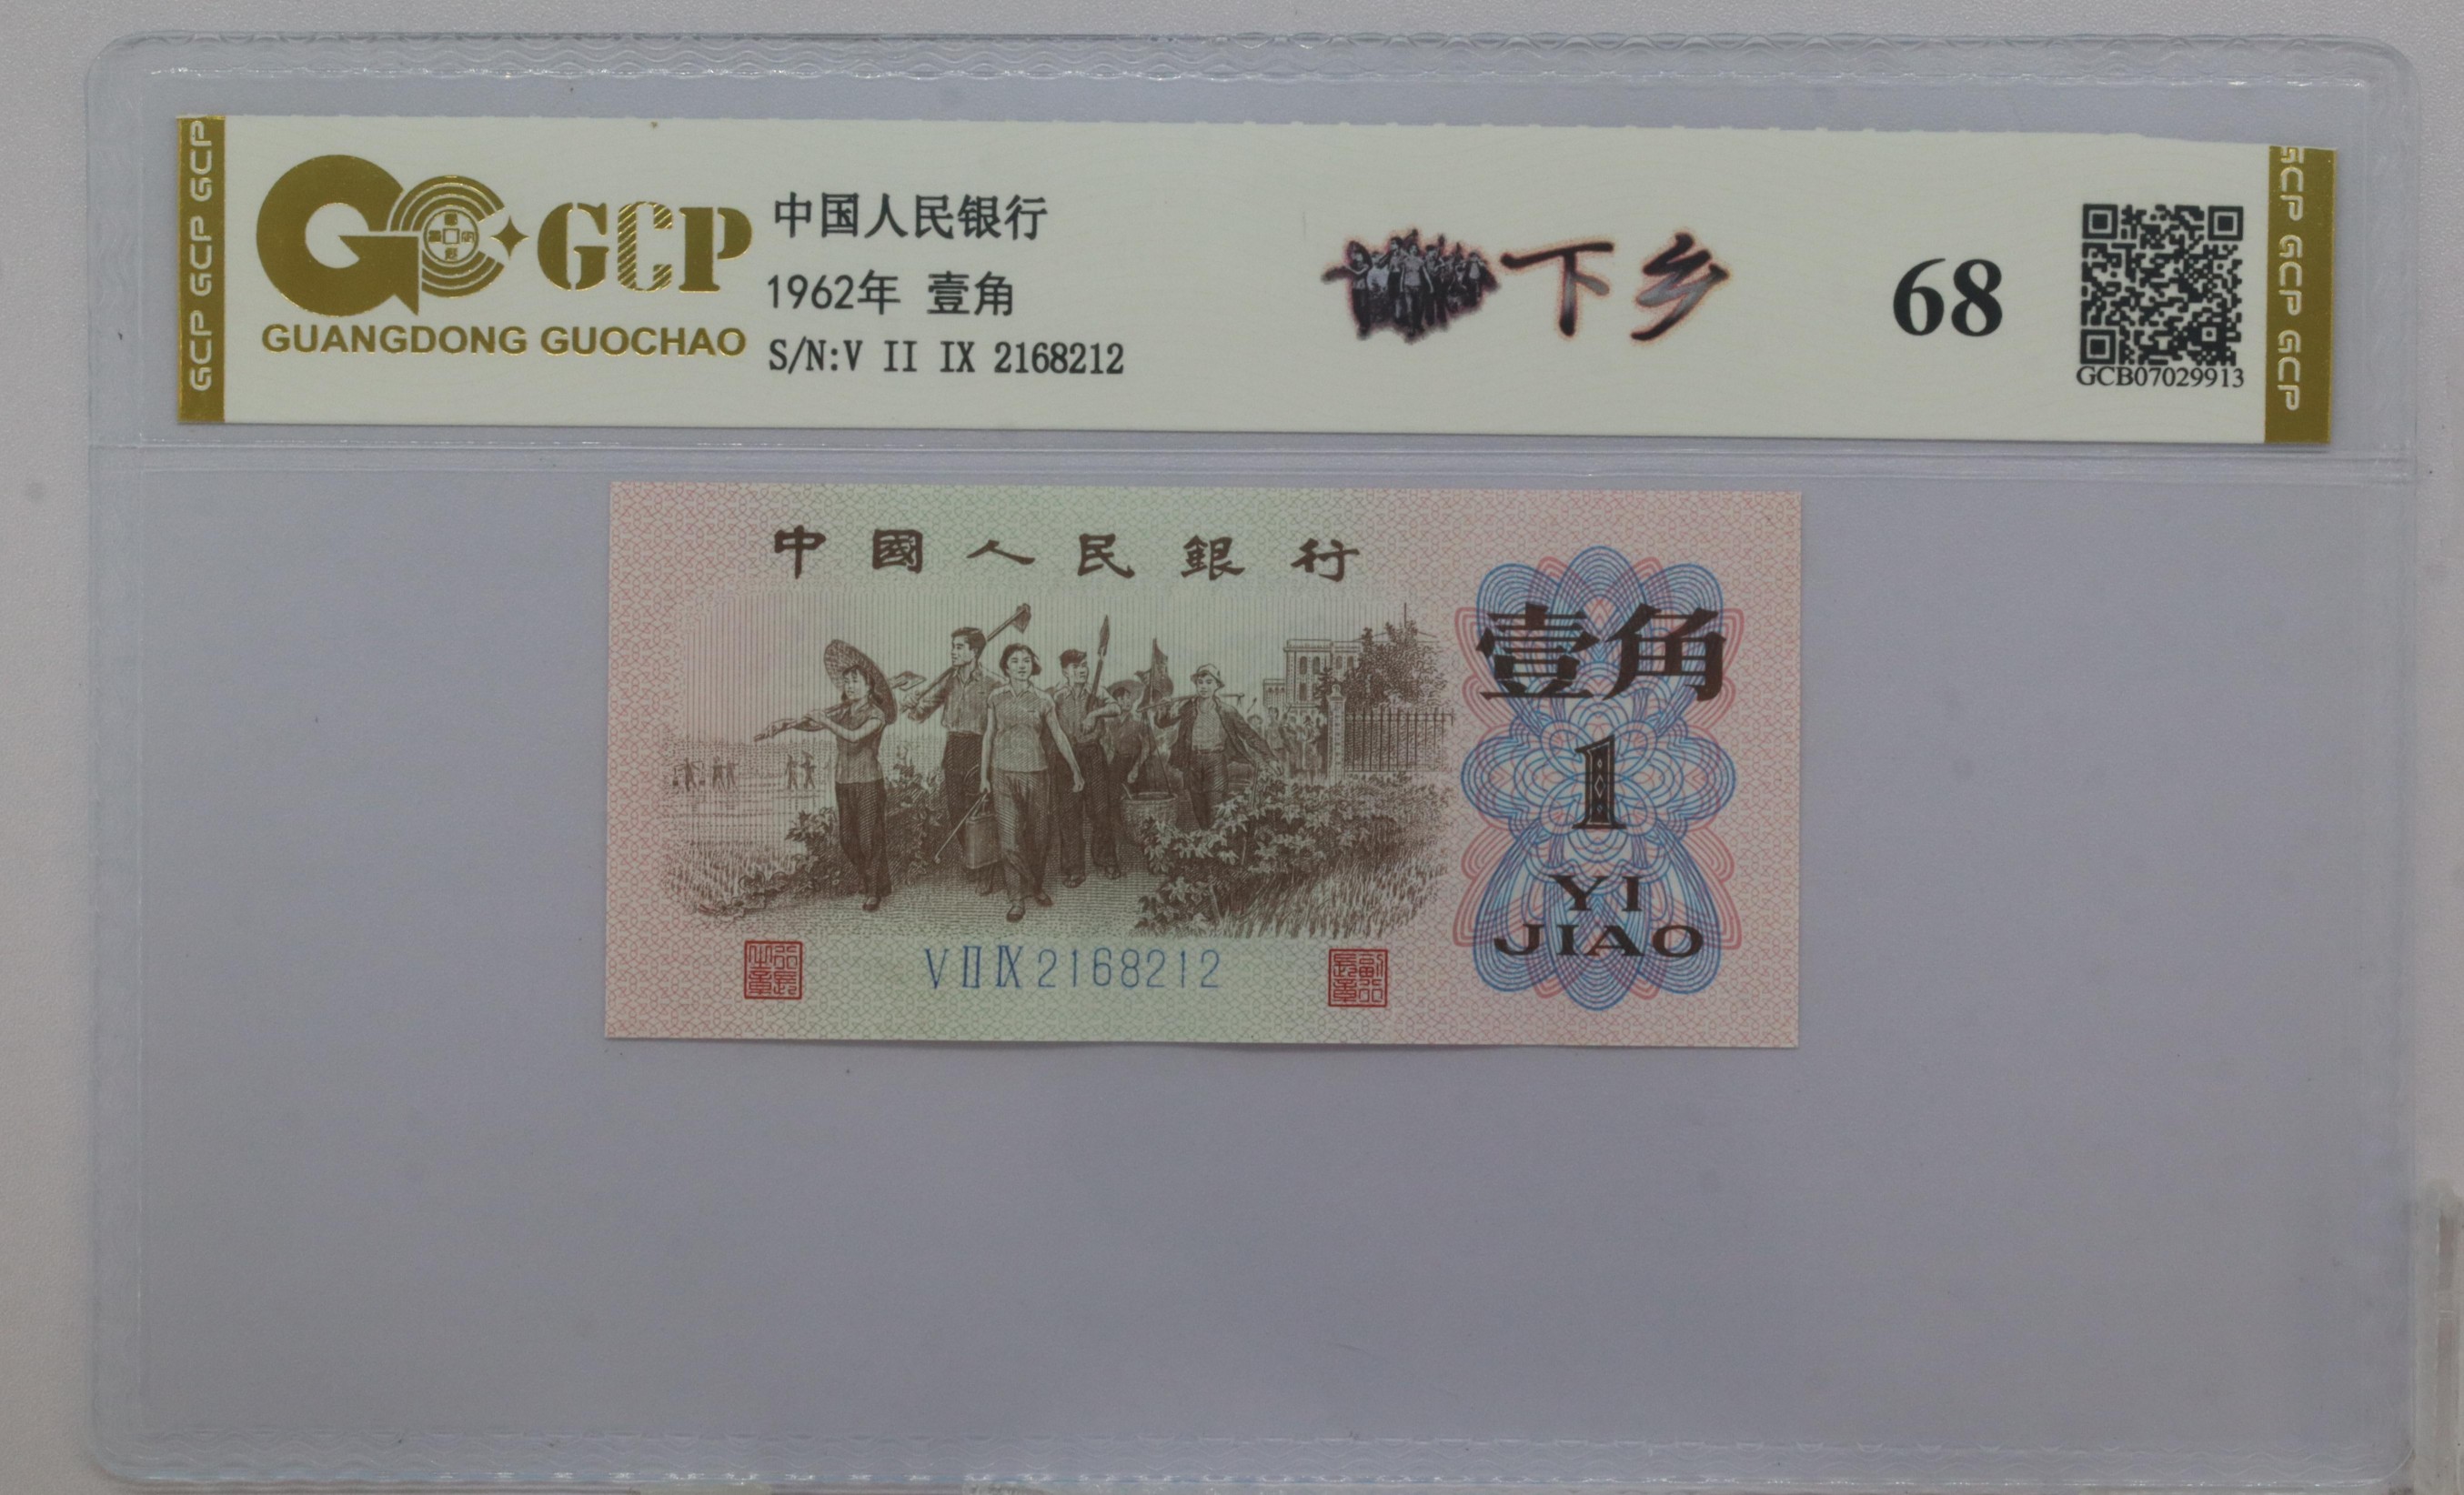 GCP GCP GCP
GCP
GUANGDONG GUOCHAO
中国人民银行
1962年 壹角
S/N:V II IX 2168212
下乡
68
GCB07029913
GCP GCP GCP
中國人民銀行
壹角
1
YI
JIAO
V II IX 2168212